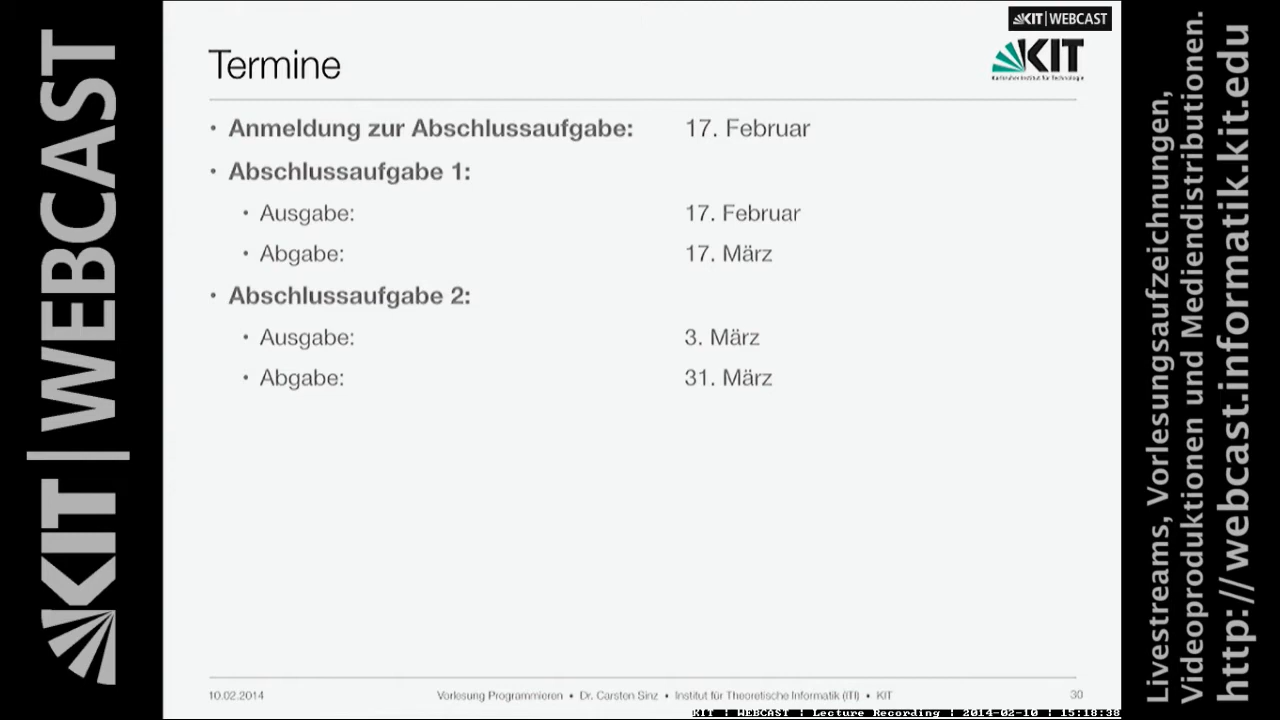 KIT | WEBCAST
KIT | WEBCAST
KIT
Karlsruher Institut für Technologie
Termine
• Anmeldung zur Abschlussaufgabe: 17. Februar
• Abschlussaufgabe 1:
• Ausgabe: 17. Februar
• Abgabe: 17. März
• Abschlussaufgabe 2:
• Ausgabe: 3. März
• Abgabe: 31. März
10.02.2014 Vorlesung Programmieren • Dr. Carsten Sinz • Institut für Theoretische Informatik (ITI) • KIT 30
KIT : WEBCAST : Lecture Recording : 2014-02-10 : 15:18:38
Livestreams, Vorlesungsaufzeichnungen,
Videoproduktionen und Mediendistributionen.
http://webcast.informatik.kit.edu